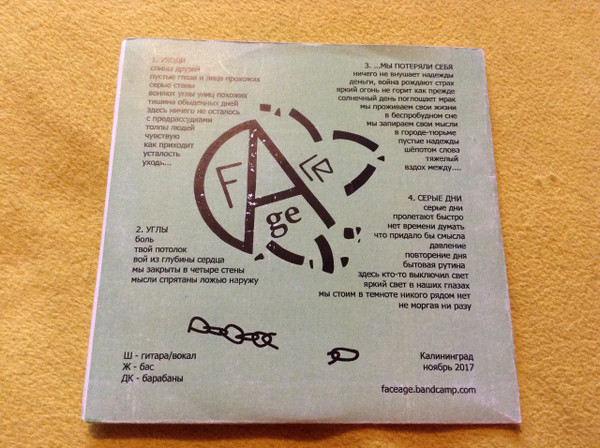 1. УХОДИ
спины друзей
пустые глаза и лица прохожих
серые стены
воняют углы улиц похожих
тишина обыденных дней
здесь ничего не осталось
с предрассудками
толпы людей
чувствую
как приходит
усталость
уходь...
2. УГЛЫ
боль
твой потолок
вой из глубины сердца
мы закрыты в четыре стены
мысли спрятаны ложью наружу
3. ...МЫ ПОТЕРЯЛИ СЕБЯ
ничего не внушает надежды
деньги, война рождают страх
яркий огонь не горит как прежде
солнечный день поглощает мрак
мы проживаем свои жизни
в беспробудном сне
мы запираем свои мысли
в городе-тюрьме
пустые надежды
шёпотом слова
тяжелый
вздох между....
4. СЕРЫЕ ДНИ
серые дни
пролетают быстро
нет времени думать
что придало бы смысла
давление
повторение дня
бытовая рутина
здесь кто-то выключил свет
яркий свет в наших глазах
мы стоим в темноте никого рядом нет
не моргая ни разу
F A CE
age
Ш - гитара/вокал
Ж - бас
ДК - барабаны
Калининград
ноябрь 2017
faceage.bandcamp.com